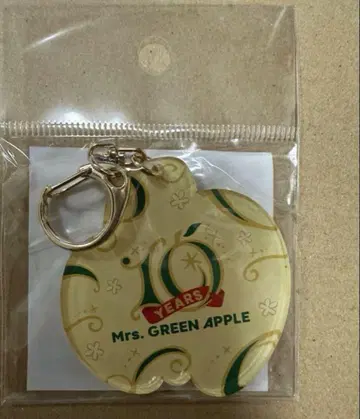 10
YEARS
Mrs. GREEN APPLE